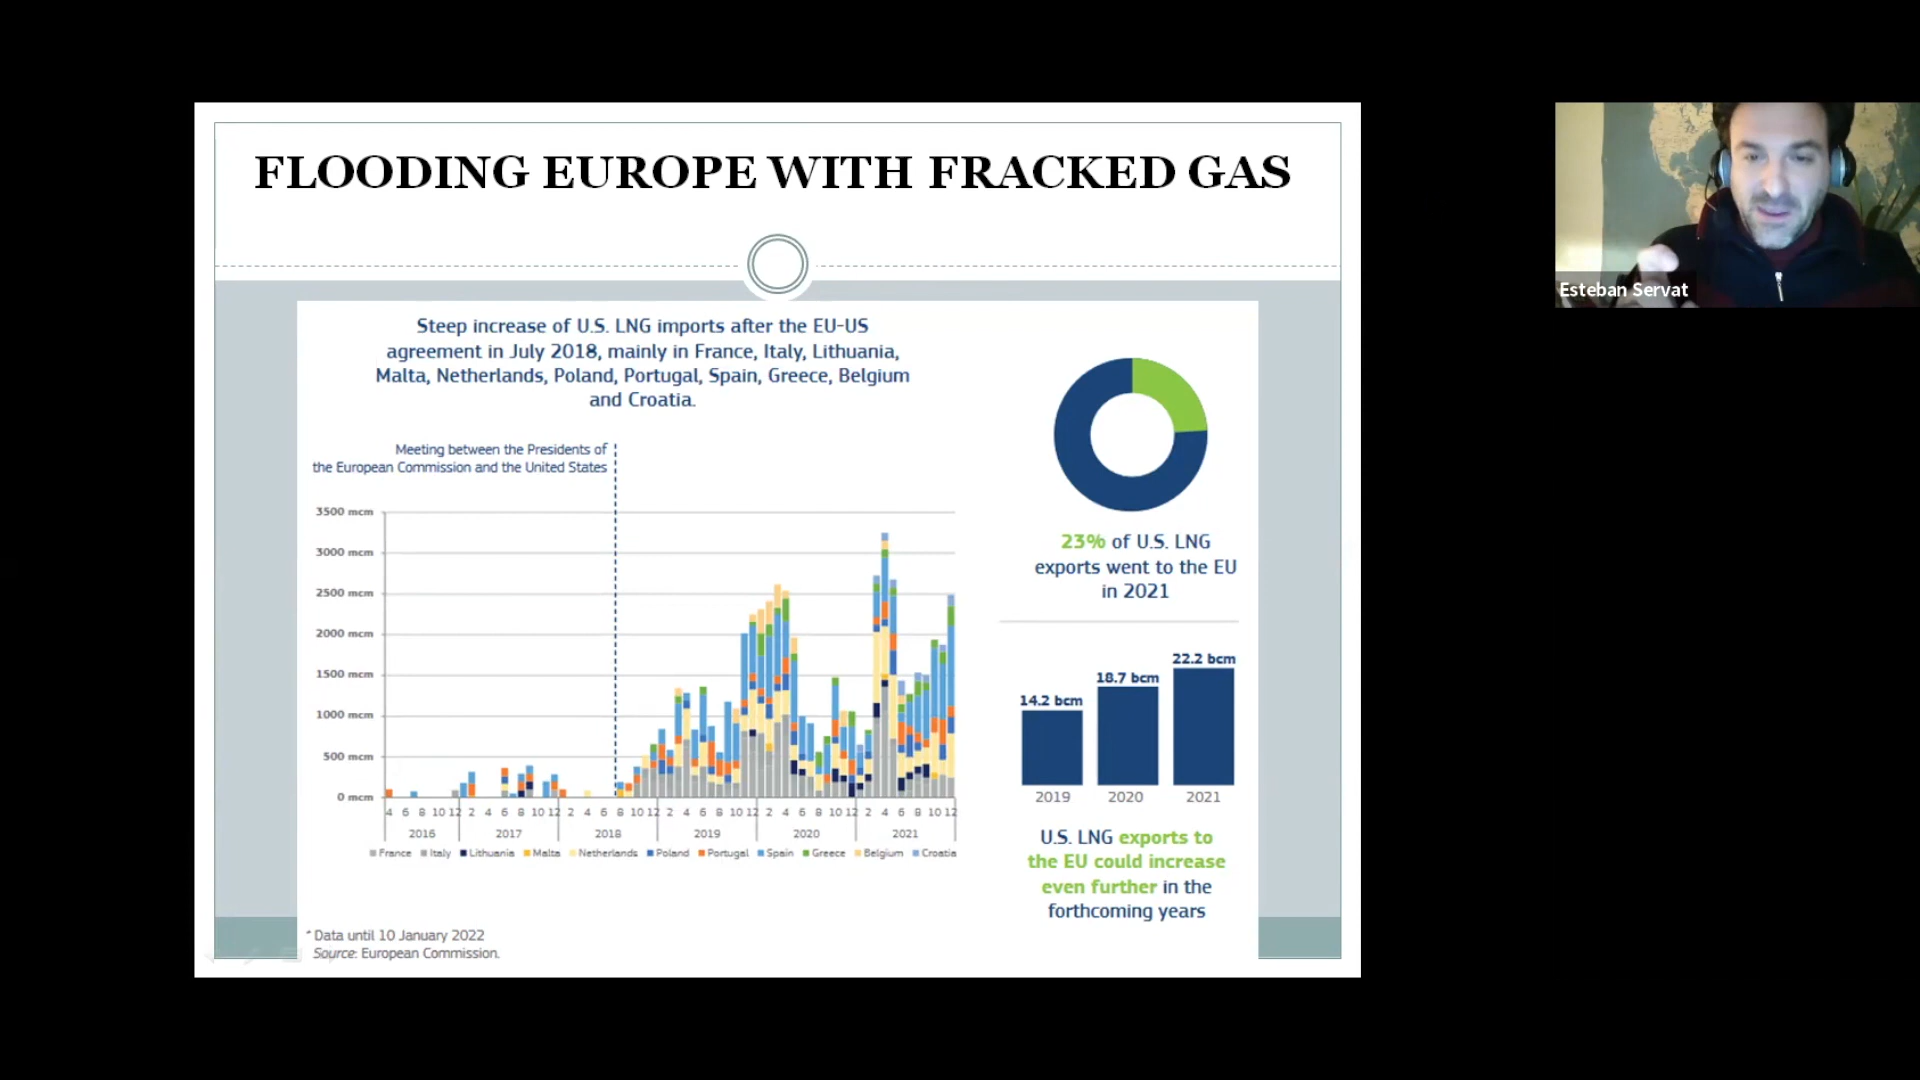 FLOODING EUROPE WITH FRACKED GAS
Esteban Servat
Steep increase of U.S. LNG imports after the EU-US
agreement in July 2018, mainly in France, Italy, Lithuania,
Malta, Netherlands, Poland, Portugal, Spain, Greece, Belgium
and Croatia.
Meeting between the Presidents of
the European Commission and the United States
3500 mcm
3000 mcm
2500 mcm
2000 mcm
1500 mcm
1000 mcm
500 mcm
0 mcm
4 6 8 10 12 2 4 6 8 10 12 2 4 6 8 10 12 2 4 6 8 10 12 2 4 6 8 10 12 2 4 6 8 10 12
2016 2017 2018 2019 2020 2021
France Italy Lithuania Malta Netherlands Poland Portugal Spain Greece Belgium Croatia
* Data until 10 January 2022
Source: European Commission.
23% of U.S. LNG
exports went to the EU
in 2021
14.2 bcm 18.7 bcm 22.2 bcm
2019 2020 2021
U.S. LNG exports to
the EU could increase
even further in the
forthcoming years